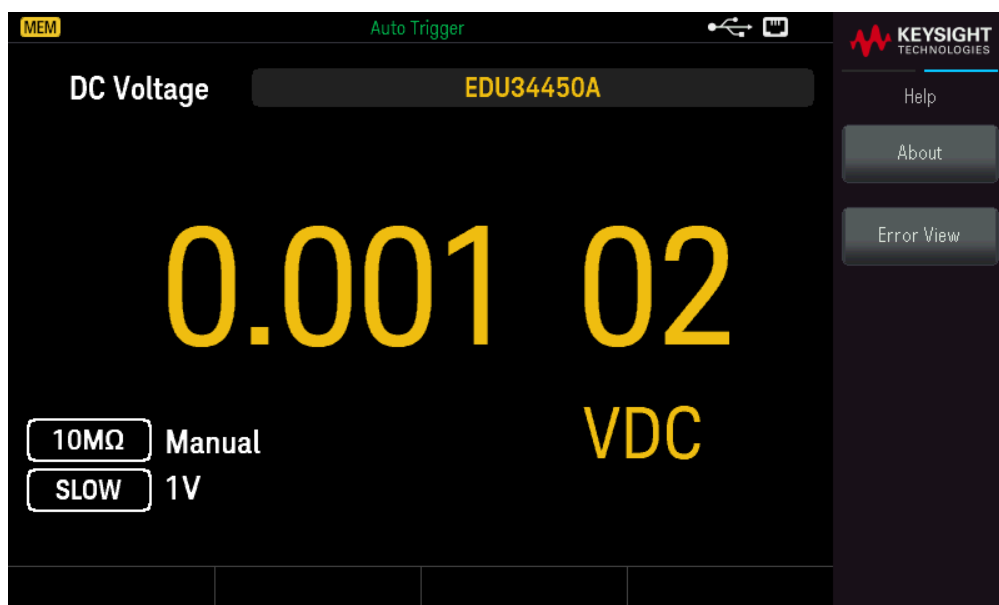 MEM
Auto Trigger
KEYSIGHT
TECHNOLOGIES
DC Voltage
EDU34450A
Help
About
Error View
0.001 02
VDC
10MΩ Manual
SLOW 1V